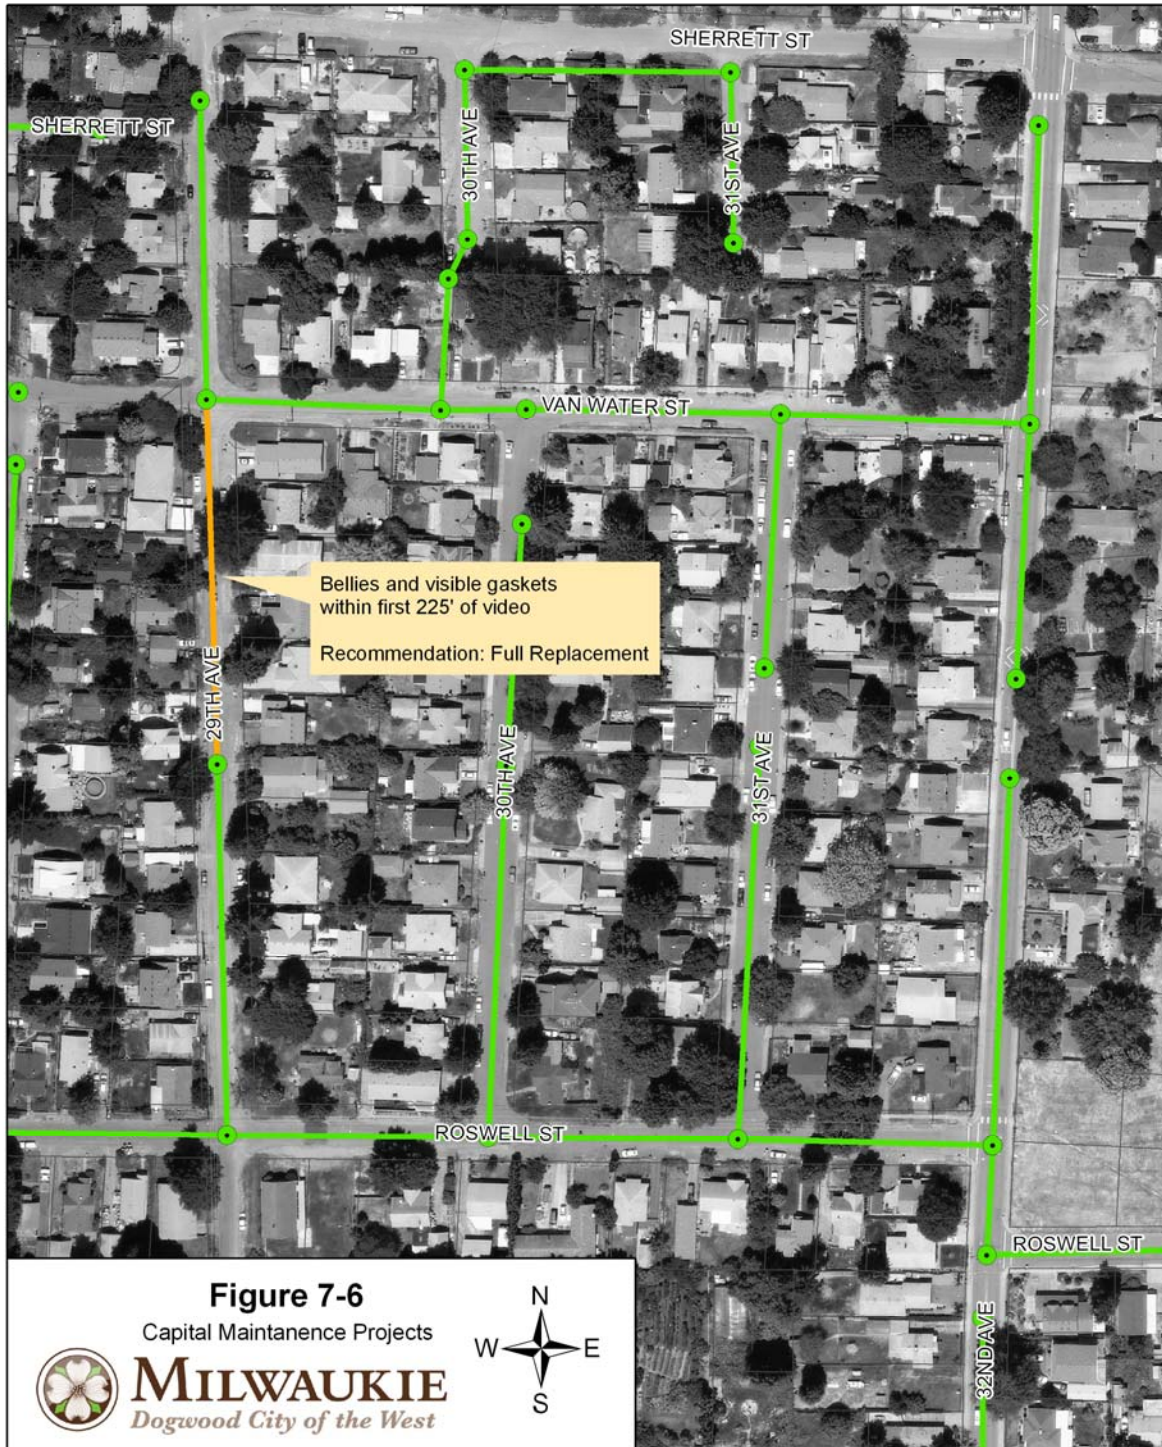 SHERRETT ST
SHERRETT ST
30TH AVE
31ST AVE
VAN WATER ST
Bellies and visible gaskets
within first 225' of video
Recommendation: Full Replacement
29TH AVE
30TH AVE
31ST AVE
ROSWELL ST
ROSWELL ST
32ND AVE
Figure 7-6
Capital Maintanence Projects
MILWAUKIE
Dogwood City of the West
N
W
E
S